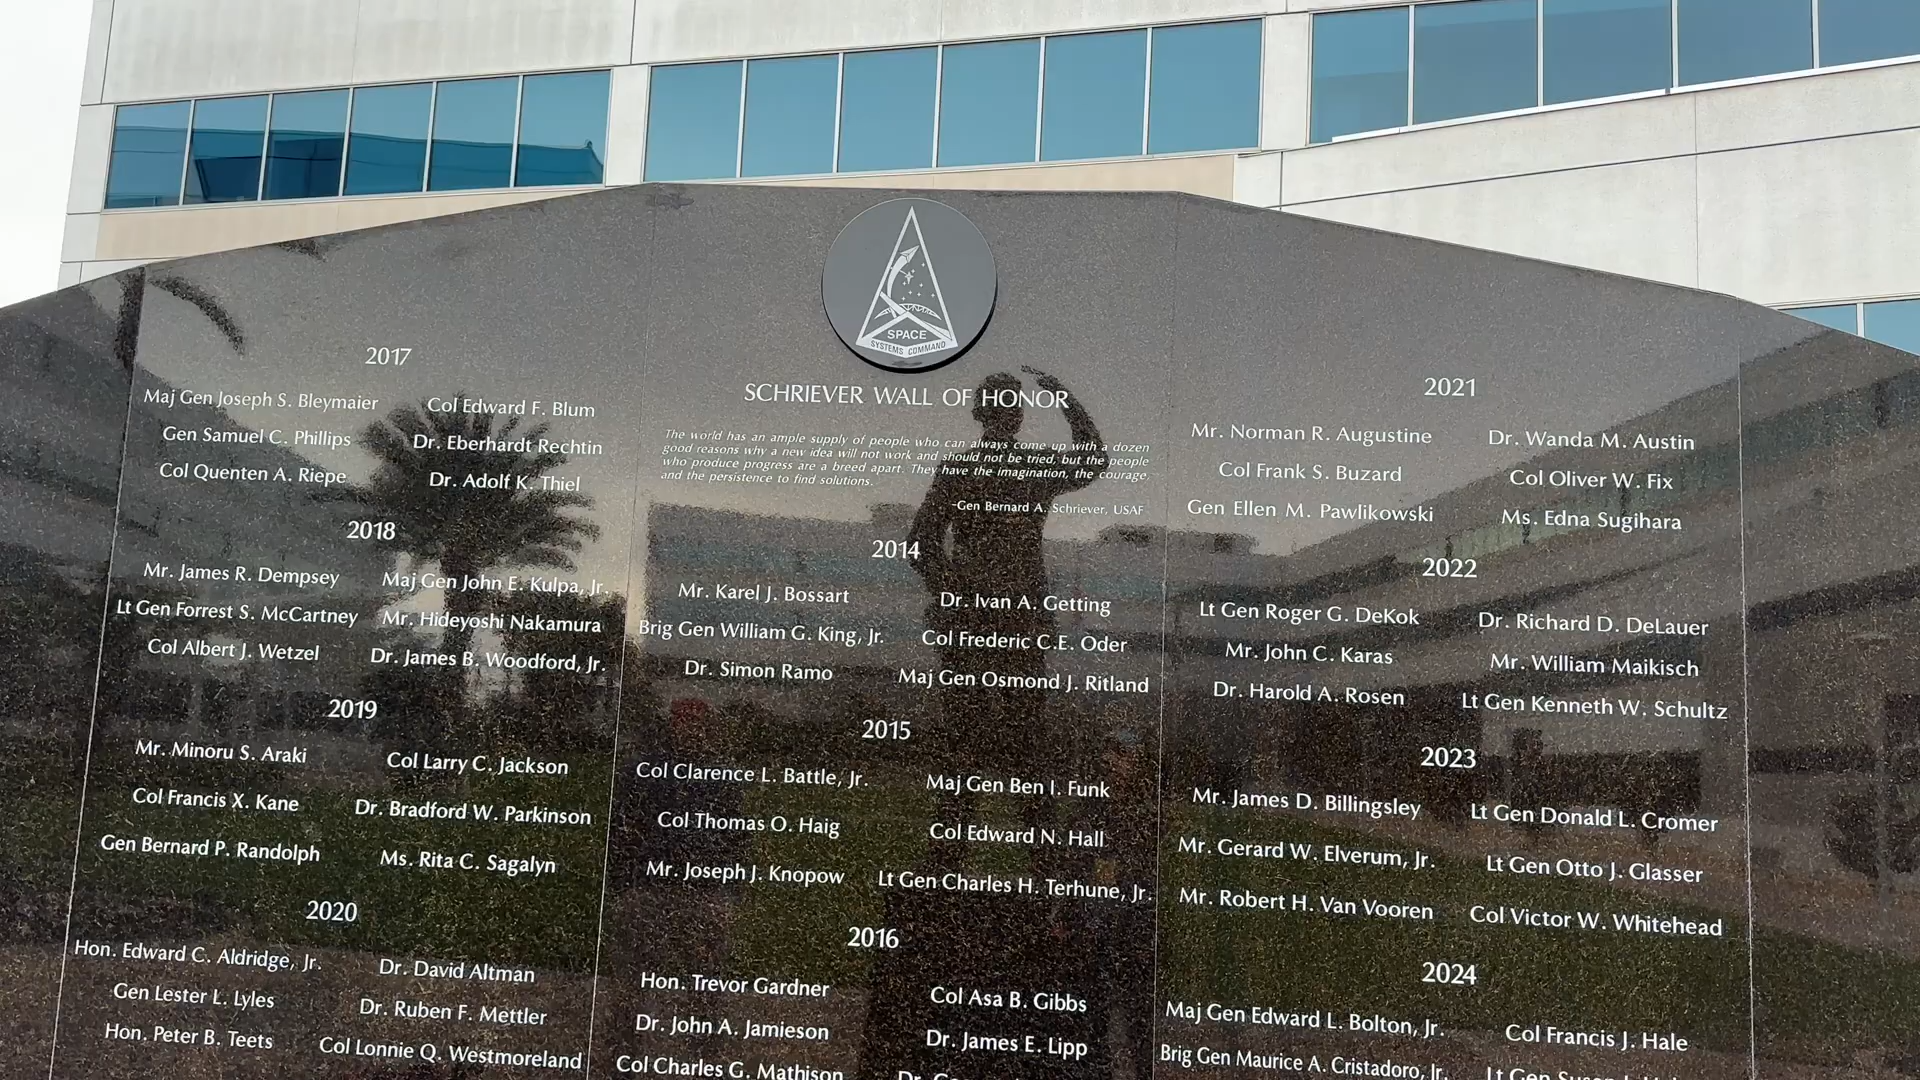 SPACE
SYSTEMS COMMAND
SCHRIEVER WALL OF HONOR
The world has an ample supply of people who can always come up with a dozen
good reasons why a new idea will not work and should not be tried, but the people
who produce progress are a breed apart. They have the imagination, the courage,
and the persistence to find solutions.
-Gen Bernard A. Schriever, USAF
2017
Maj Gen Joseph S. Bleymaier Col Edward F. Blum
Gen Samuel C. Phillips Dr. Eberhardt Rechtin
Col Quenten A. Riepe Dr. Adolf K. Thiel
2018
Mr. James R. Dempsey Maj Gen John E. Kulpa, Jr.
Lt Gen Forrest S. McCartney Mr. Hideyoshi Nakamura
Col Albert J. Wetzel Dr. James B. Woodford, Jr.
2019
Mr. Minoru S. Araki Col Larry C. Jackson
Col Francis X. Kane Dr. Bradford W. Parkinson
Gen Bernard P. Randolph Ms. Rita C. Sagalyn
2020
Hon. Edward C. Aldridge, Jr. Dr. David Altman
Gen Lester L. Lyles Dr. Ruben F. Mettler
Hon. Peter B. Teets Col Lonnie Q. Westmoreland
2014
Mr. Karel J. Bossart Dr. Ivan A. Getting
Brig Gen William G. King, Jr. Col Frederic C.E. Oder
Dr. Simon Ramo Maj Gen Osmond J. Ritland
2015
Col Clarence L. Battle, Jr. Maj Gen Ben I. Funk
Col Thomas O. Haig Col Edward N. Hall
Mr. Joseph J. Knopow Lt Gen Charles H. Terhune, Jr.
2016
Hon. Trevor Gardner Col Asa B. Gibbs
Dr. John A. Jamieson Dr. James E. Lipp
Col Charles G. Mathison Dr.
2021
Mr. Norman R. Augustine Dr. Wanda M. Austin
Col Frank S. Buzard Col Oliver W. Fix
Gen Ellen M. Pawlikowski Ms. Edna Sugihara
2022
Lt Gen Roger G. DeKok Dr. Richard D. DeLauer
Mr. John C. Karas Mr. William Maikisch
Dr. Harold A. Rosen Lt Gen Kenneth W. Schultz
2023
Mr. James D. Billingsley Lt Gen Donald L. Cromer
Mr. Gerard W. Elverum, Jr. Lt Gen Otto J. Glasser
Mr. Robert H. Van Vooren Col Victor W. Whitehead
2024
Maj Gen Edward L. Bolton, Jr. Col Francis J. Hale
Brig Gen Maurice A. Cristadoro, Jr. Lt Gen